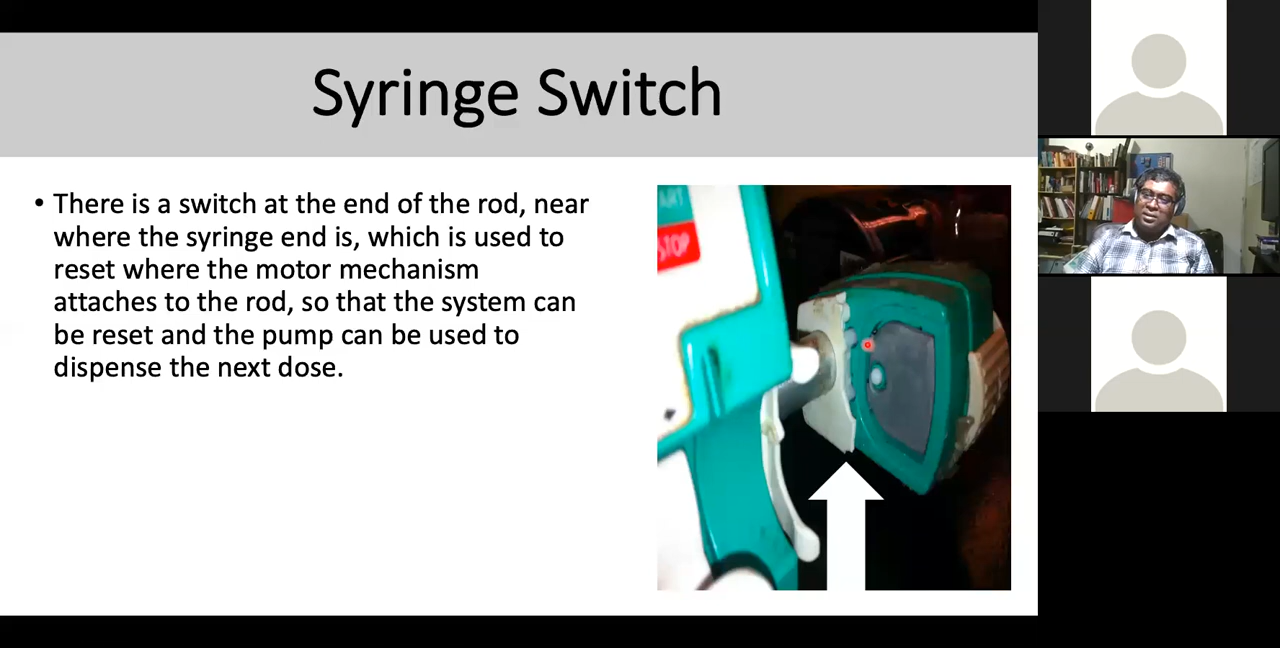 Syringe Switch
• There is a switch at the end of the rod, near
where the syringe end is, which is used to
reset where the motor mechanism
attaches to the rod, so that the system can
be reset and the pump can be used to
dispense the next dose.
STOP